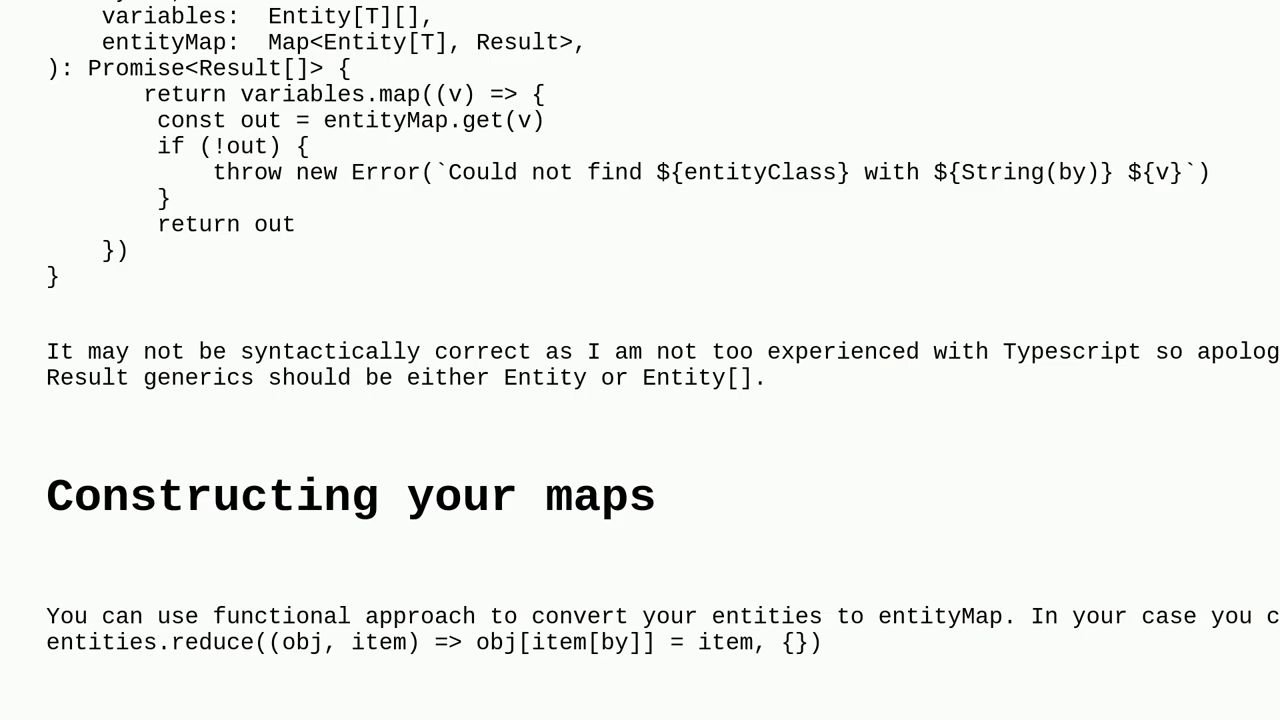 variables:  Entity[T][],
entityMap:  Map<Entity[T], Result>,
): Promise<Result[]> {
return variables.map((v) => {
const out = entityMap.get(v)
if (!out) {
throw new Error(`Could not find ${entityClass} with ${String(by)} ${v}`)
}
return out
})
}
It may not be syntactically correct as I am not too experienced with Typescript so
Result generics should be either Entity or Entity[].
Constructing your maps
You can use functional approach to convert your entities to entityMap. In your case you
entities.reduce((obj, item) => obj[item[by]] = item, {})